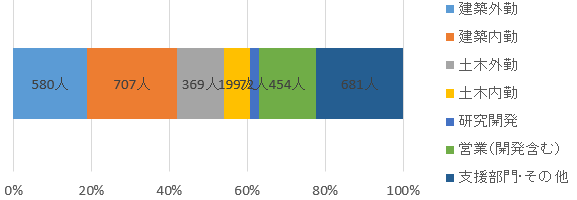 580人 707人 369人 199人 72人 454人 681人
0% 20% 40% 60% 80% 100%
建築外勤
建築内勤
土木外勤
土木内勤
研究開発
営業(開発含む)
支援部門・その他